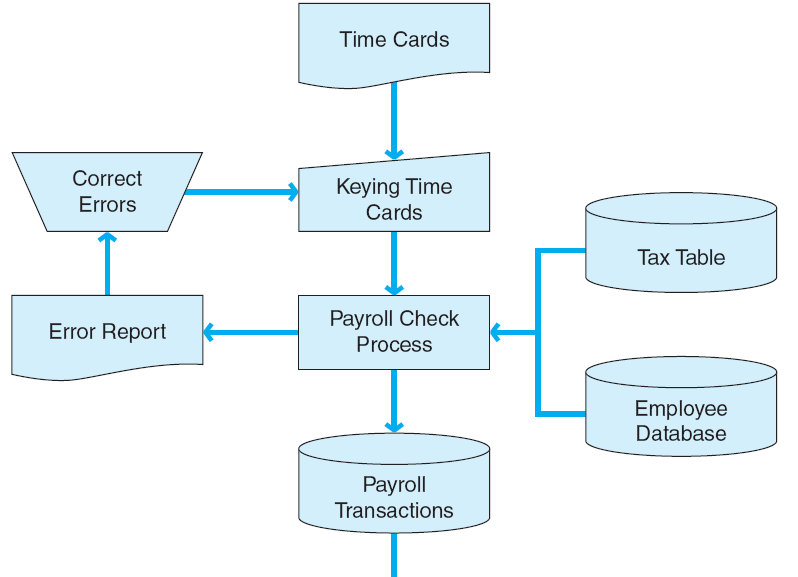 Time Cards
Correct
Errors
Keying Time
Cards
Tax Table
Error Report
Payroll Check
Process
Employee
Database
Payroll
Transactions